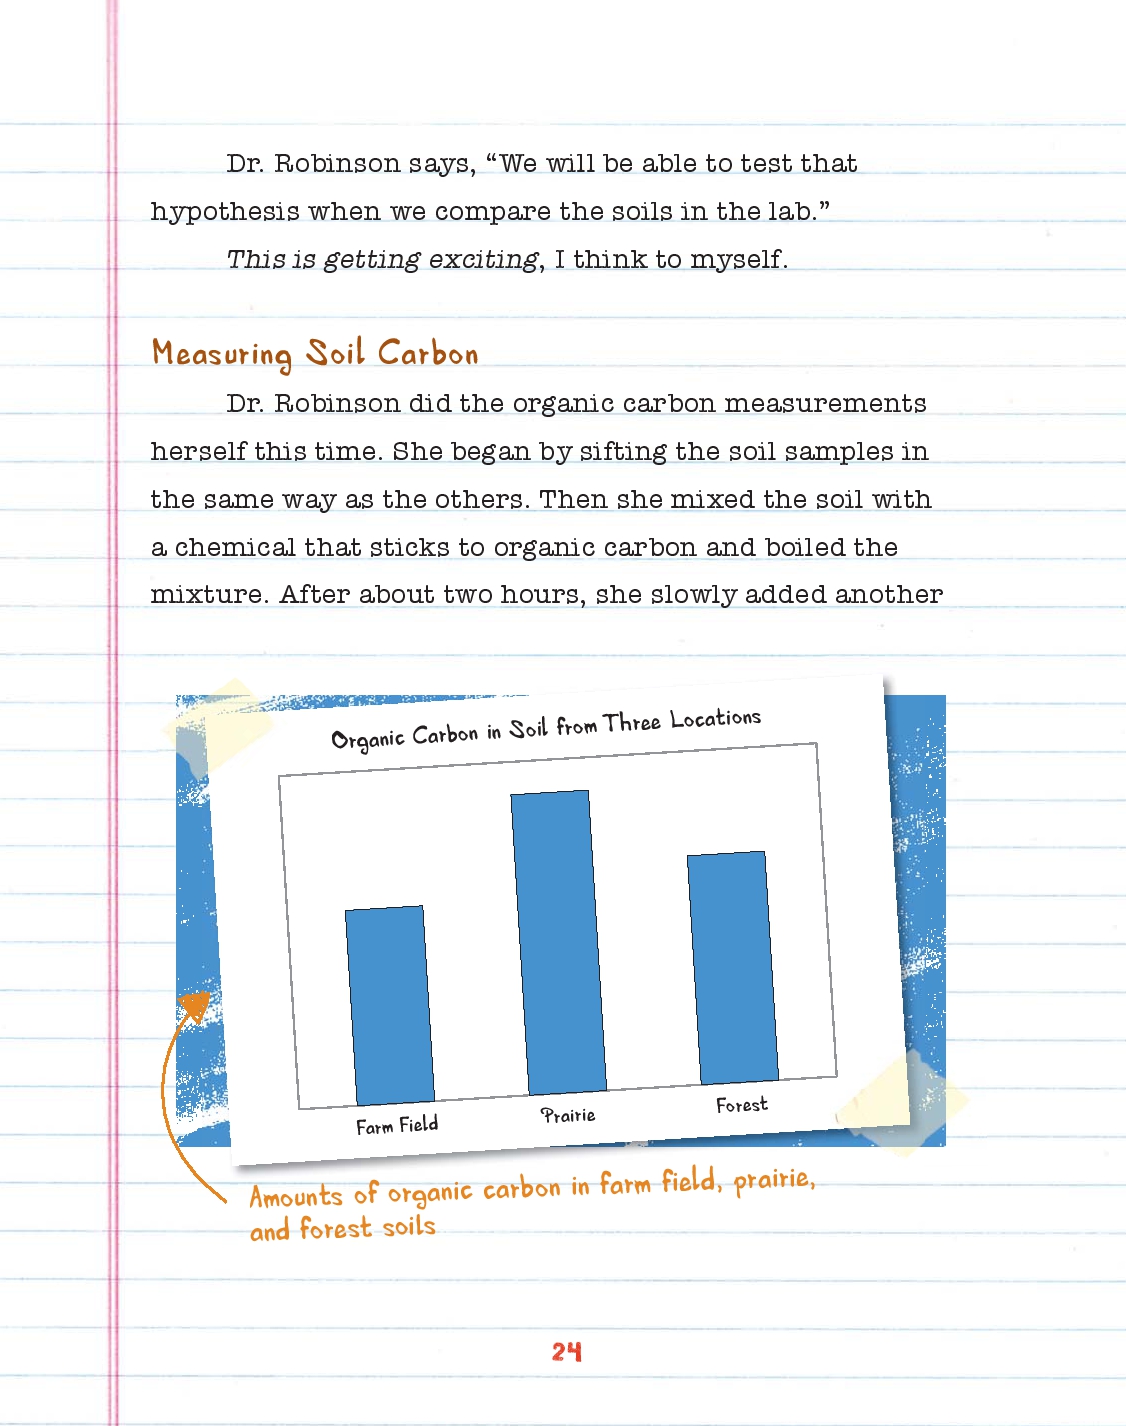 Dr. Robinson says, “We will be able to test that
hypothesis when we compare the soils in the lab.”
This is getting exciting, I think to myself.
Measuring Soil Carbon
Dr. Robinson did the organic carbon measurements
herself this time. She began by sifting the soil samples in
the same way as the others. Then she mixed the soil with
a chemical that sticks to organic carbon and boiled the
mixture. After about two hours, she slowly added another
Organic Carbon in Soil from Three Locations
Farm Field
Prairie
Forest
Amounts of organic carbon in farm field, prairie,
and forest soils
24